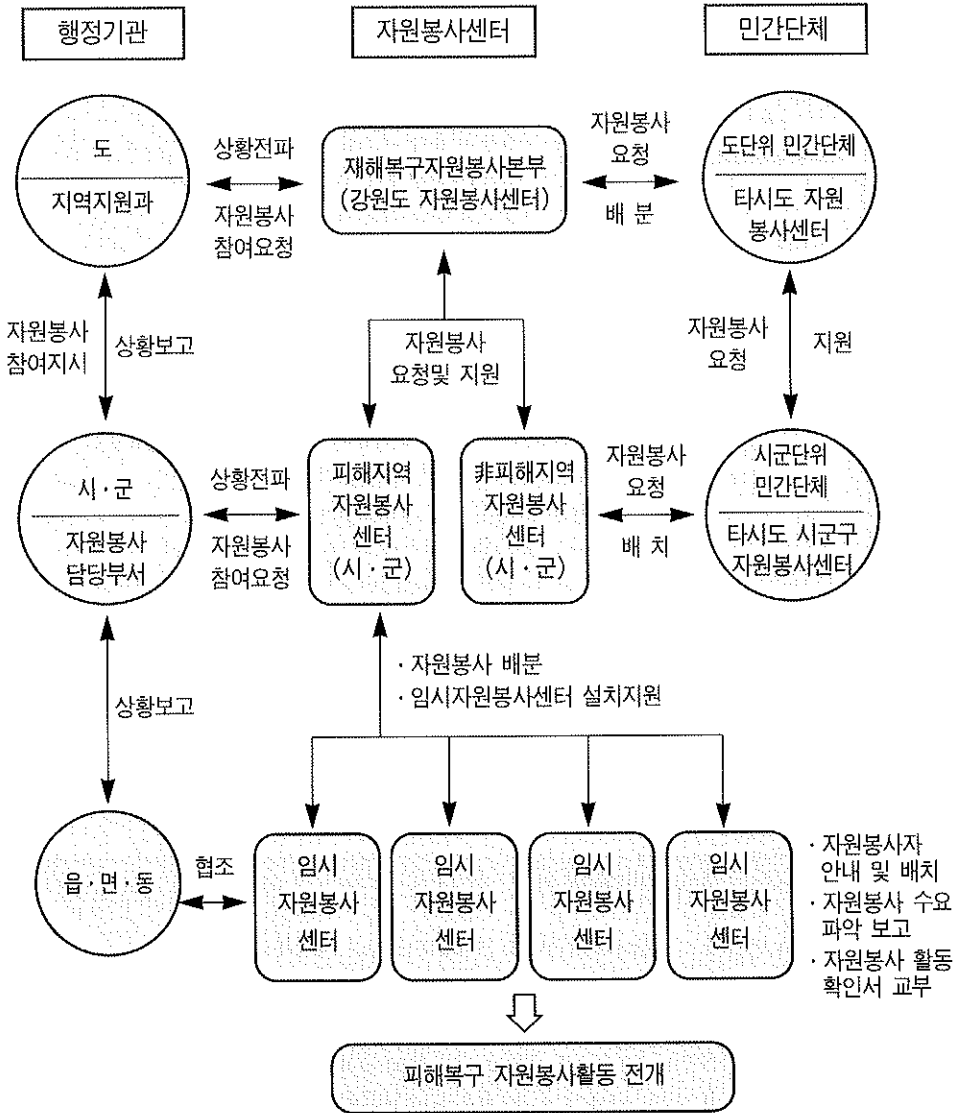 행정기관
자원봉사센터
민간단체
도
지역지원과
상황전파
자원봉사
참여요청
재해복구자원봉사본부
(강원도 자원봉사센터)
자원봉사
요청
배 분
도단위 민간단체
타시도 자원
봉사센터
자원봉사
참여지시
상황보고
자원봉사
요청및 지원
자원봉사
요청
지원
시·군
자원봉사
담당부서
상황전파
자원봉사
참여요청
피해지역
자원봉사
센터
(시·군)
非피해지역
자원봉사
센터
(시·군)
자원봉사
요청
배 치
시군단위
민간단체
타시도 시군구
자원봉사센터
상황보고
· 자원봉사 배분
· 임시자원봉사센터 설치지원
읍·면·동
협조
임시
자원봉사
센터
임시
자원봉사
센터
임시
자원봉사
센터
임시
자원봉사
센터
· 자원봉사자
안내 및 배치
· 자원봉사 수요
파악 보고
· 자원봉사 활동
확인서 교부
피해복구 자원봉사활동 전개